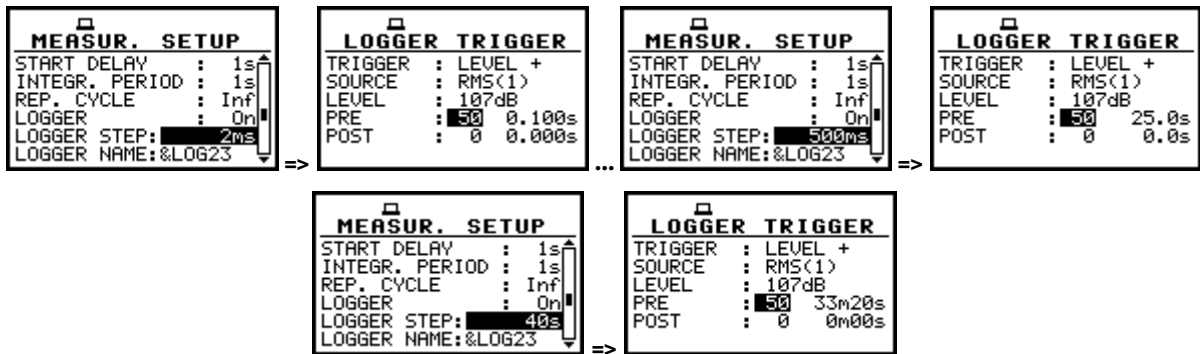 MEASUR. SETUP
START DELAY : 1s
INTEGR. PERIOD : 1s
REP. CYCLE : Inf
LOGGER : On
LOGGER STEP: 2ms
LOGGER NAME:&LOG23
=>
LOGGER TRIGGER
TRIGGER : LEVEL +
SOURCE : RMS(1)
LEVEL : 107dB
PRE : 50 0.100s
POST : 0 0.000s
...
MEASUR. SETUP
START DELAY : 1s
INTEGR. PERIOD : 1s
REP. CYCLE : Inf
LOGGER : On
LOGGER STEP: 500ms
LOGGER NAME:&LOG23
=>
LOGGER TRIGGER
TRIGGER : LEVEL +
SOURCE : RMS(1)
LEVEL : 107dB
PRE : 50 25.0s
POST : 0 0.0s
MEASUR. SETUP
START DELAY : 1s
INTEGR. PERIOD : 1s
REP. CYCLE : Inf
LOGGER : On
LOGGER STEP: 40s
LOGGER NAME:&LOG23
=>
LOGGER TRIGGER
TRIGGER : LEVEL +
SOURCE : RMS(1)
LEVEL : 107dB
PRE : 50 33m20s
POST : 0 0m00s